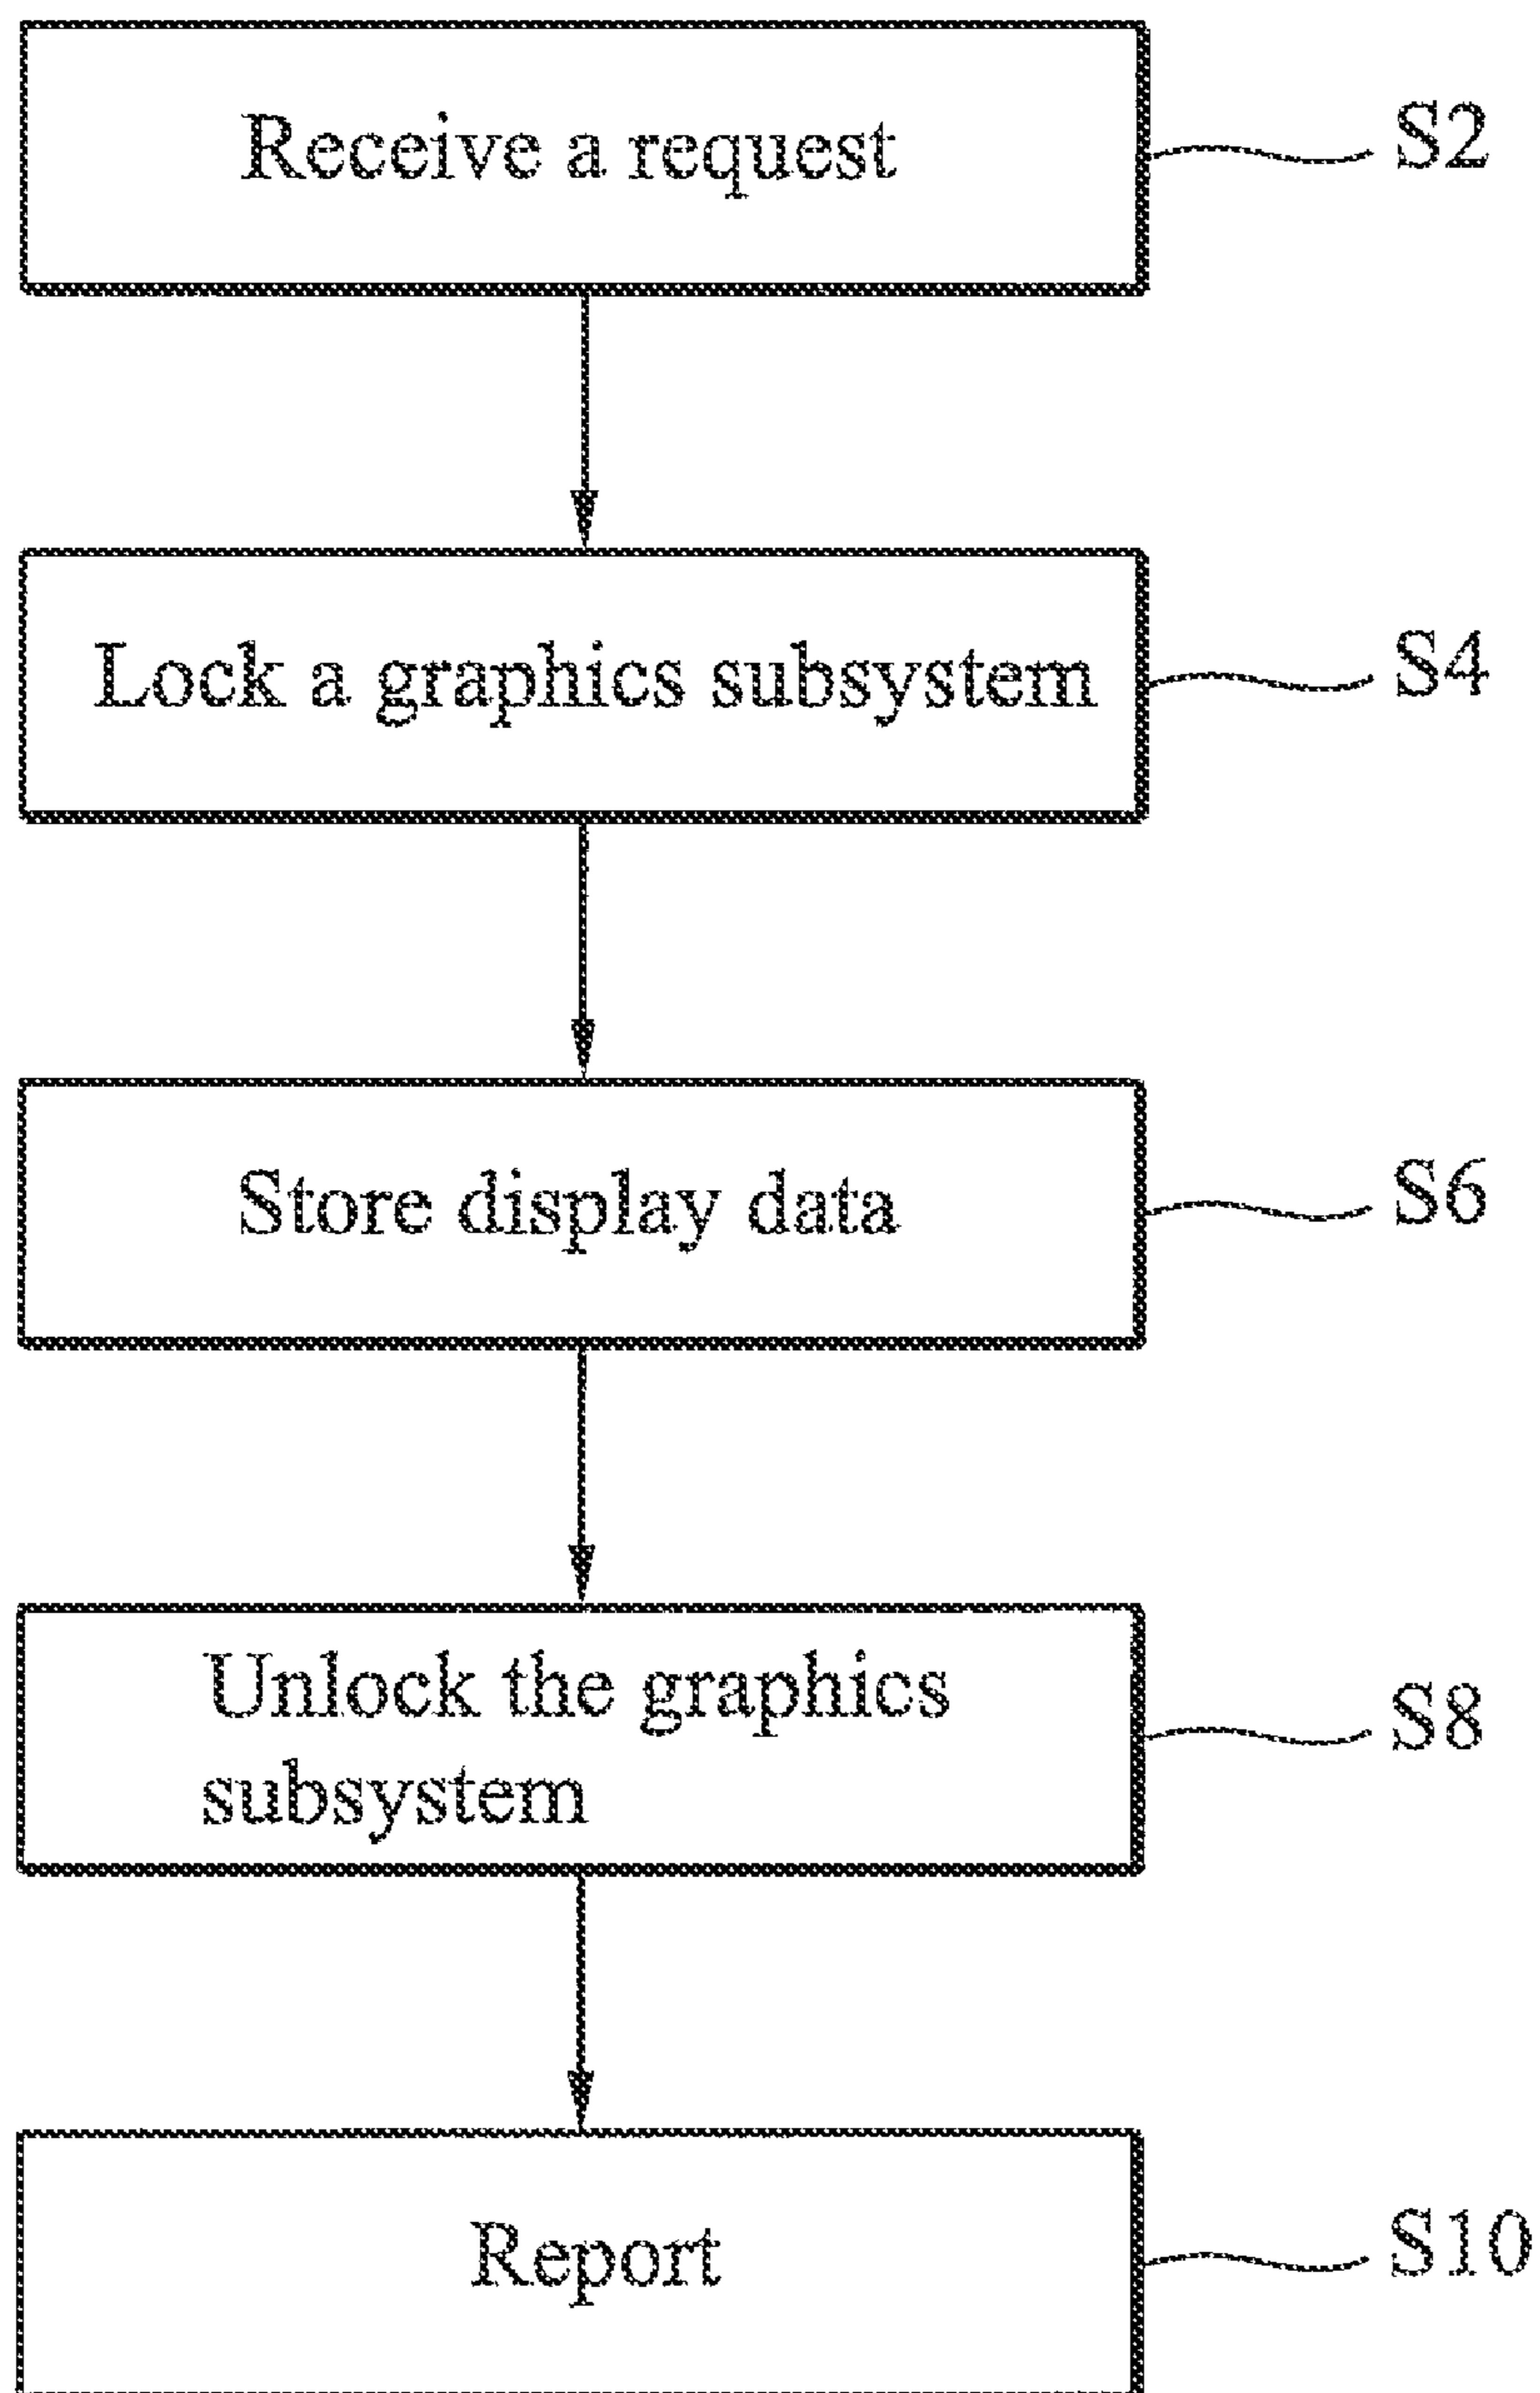 Receive a request
S2
Lock a graphics subsystem
S4
Store display data
S6
Unlock the graphics
subsystem
S8
Report
S10